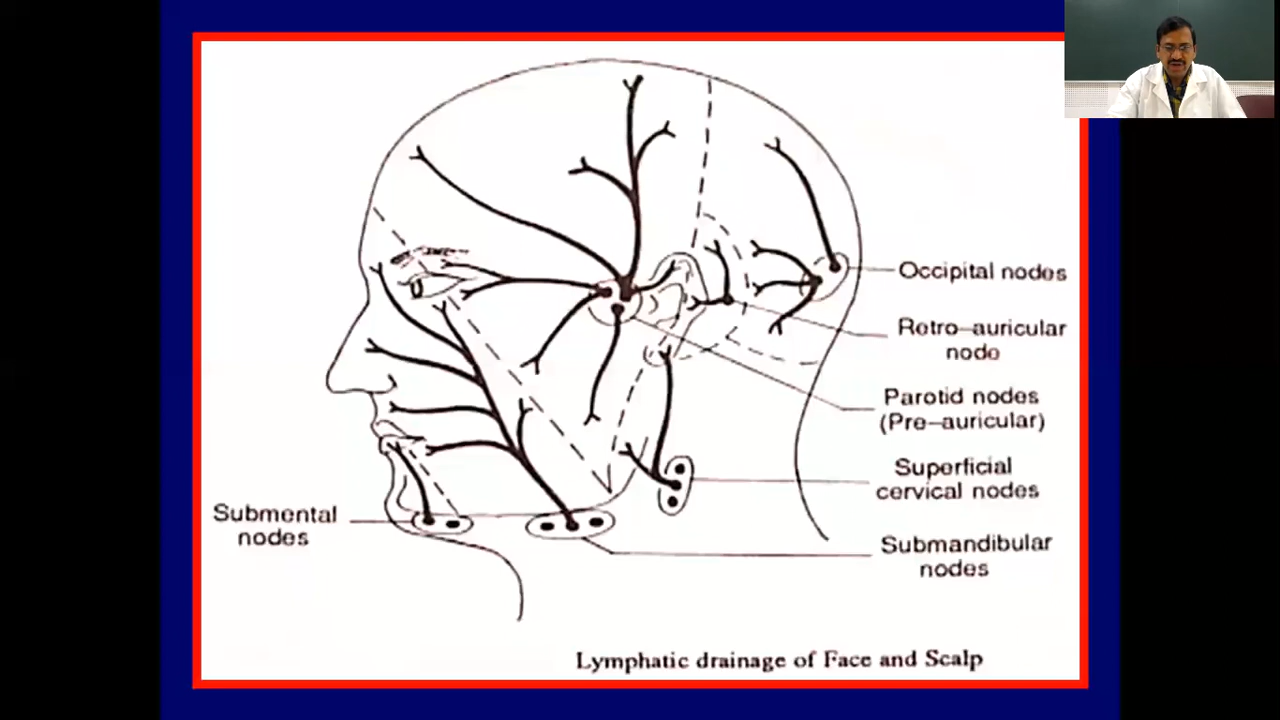 Occipital nodes
Retro-auricular
node
Parotid nodes
(Pre-auricular)
Superficial
cervical nodes
Submental
nodes
Submandibular
nodes
Lymphatic drainage of Face and Scalp